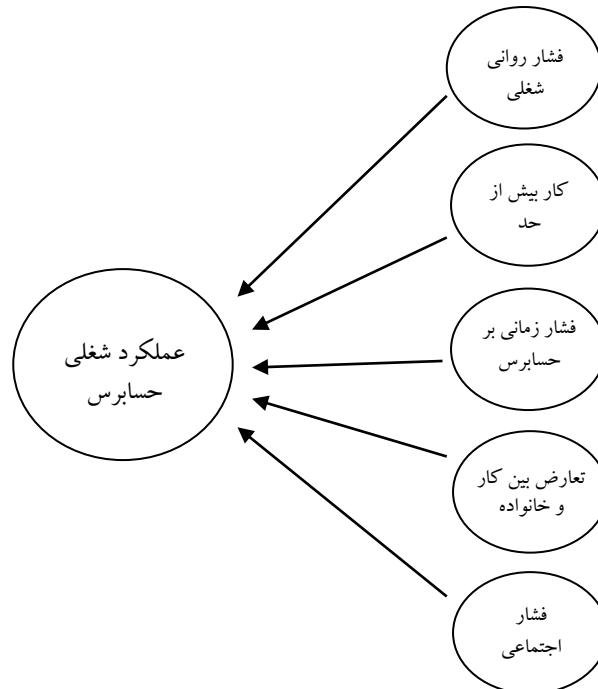 فشار روانی
شغلی
کار بیش از
حد
فشار زمانی بر
حسابرس
عملکرد شغلی
حسابرس
تعارض بین کار
و خانواده
فشار
اجتماعی